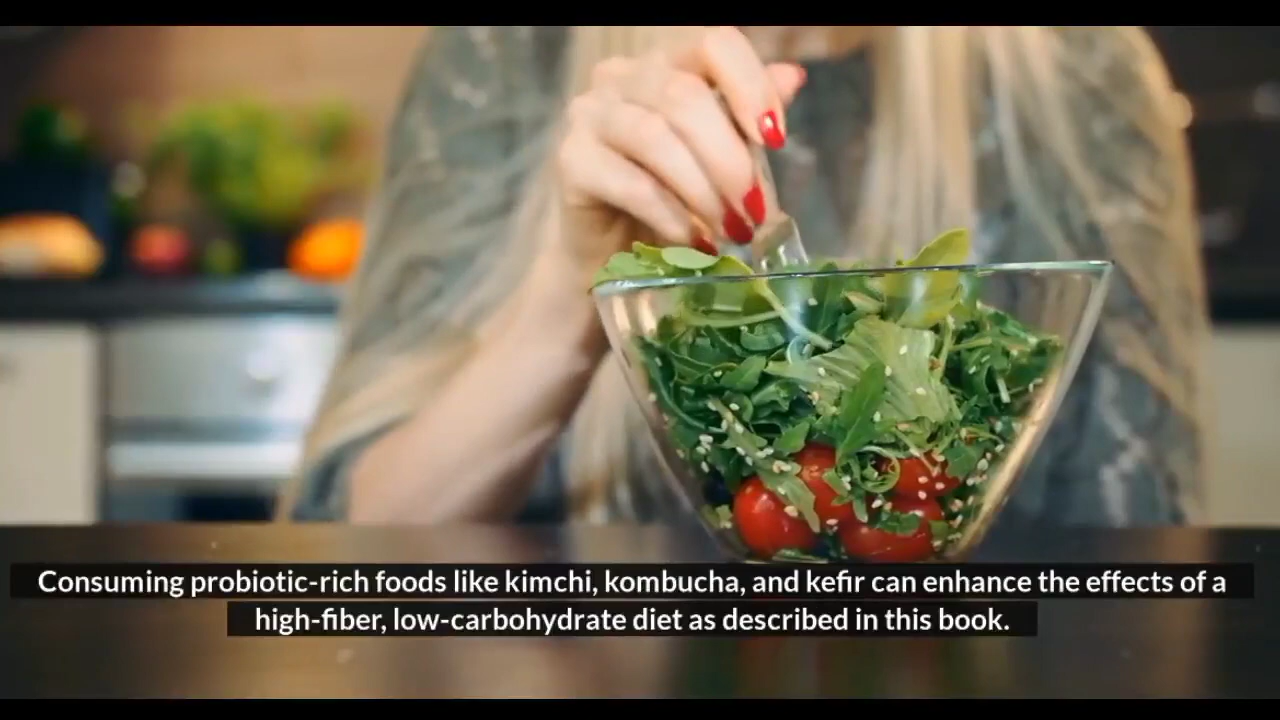 Consuming probiotic-rich foods like kimchi, kombucha, and kefir can enhance the effects of a
high-fiber, low-carbohydrate diet as described in this book.